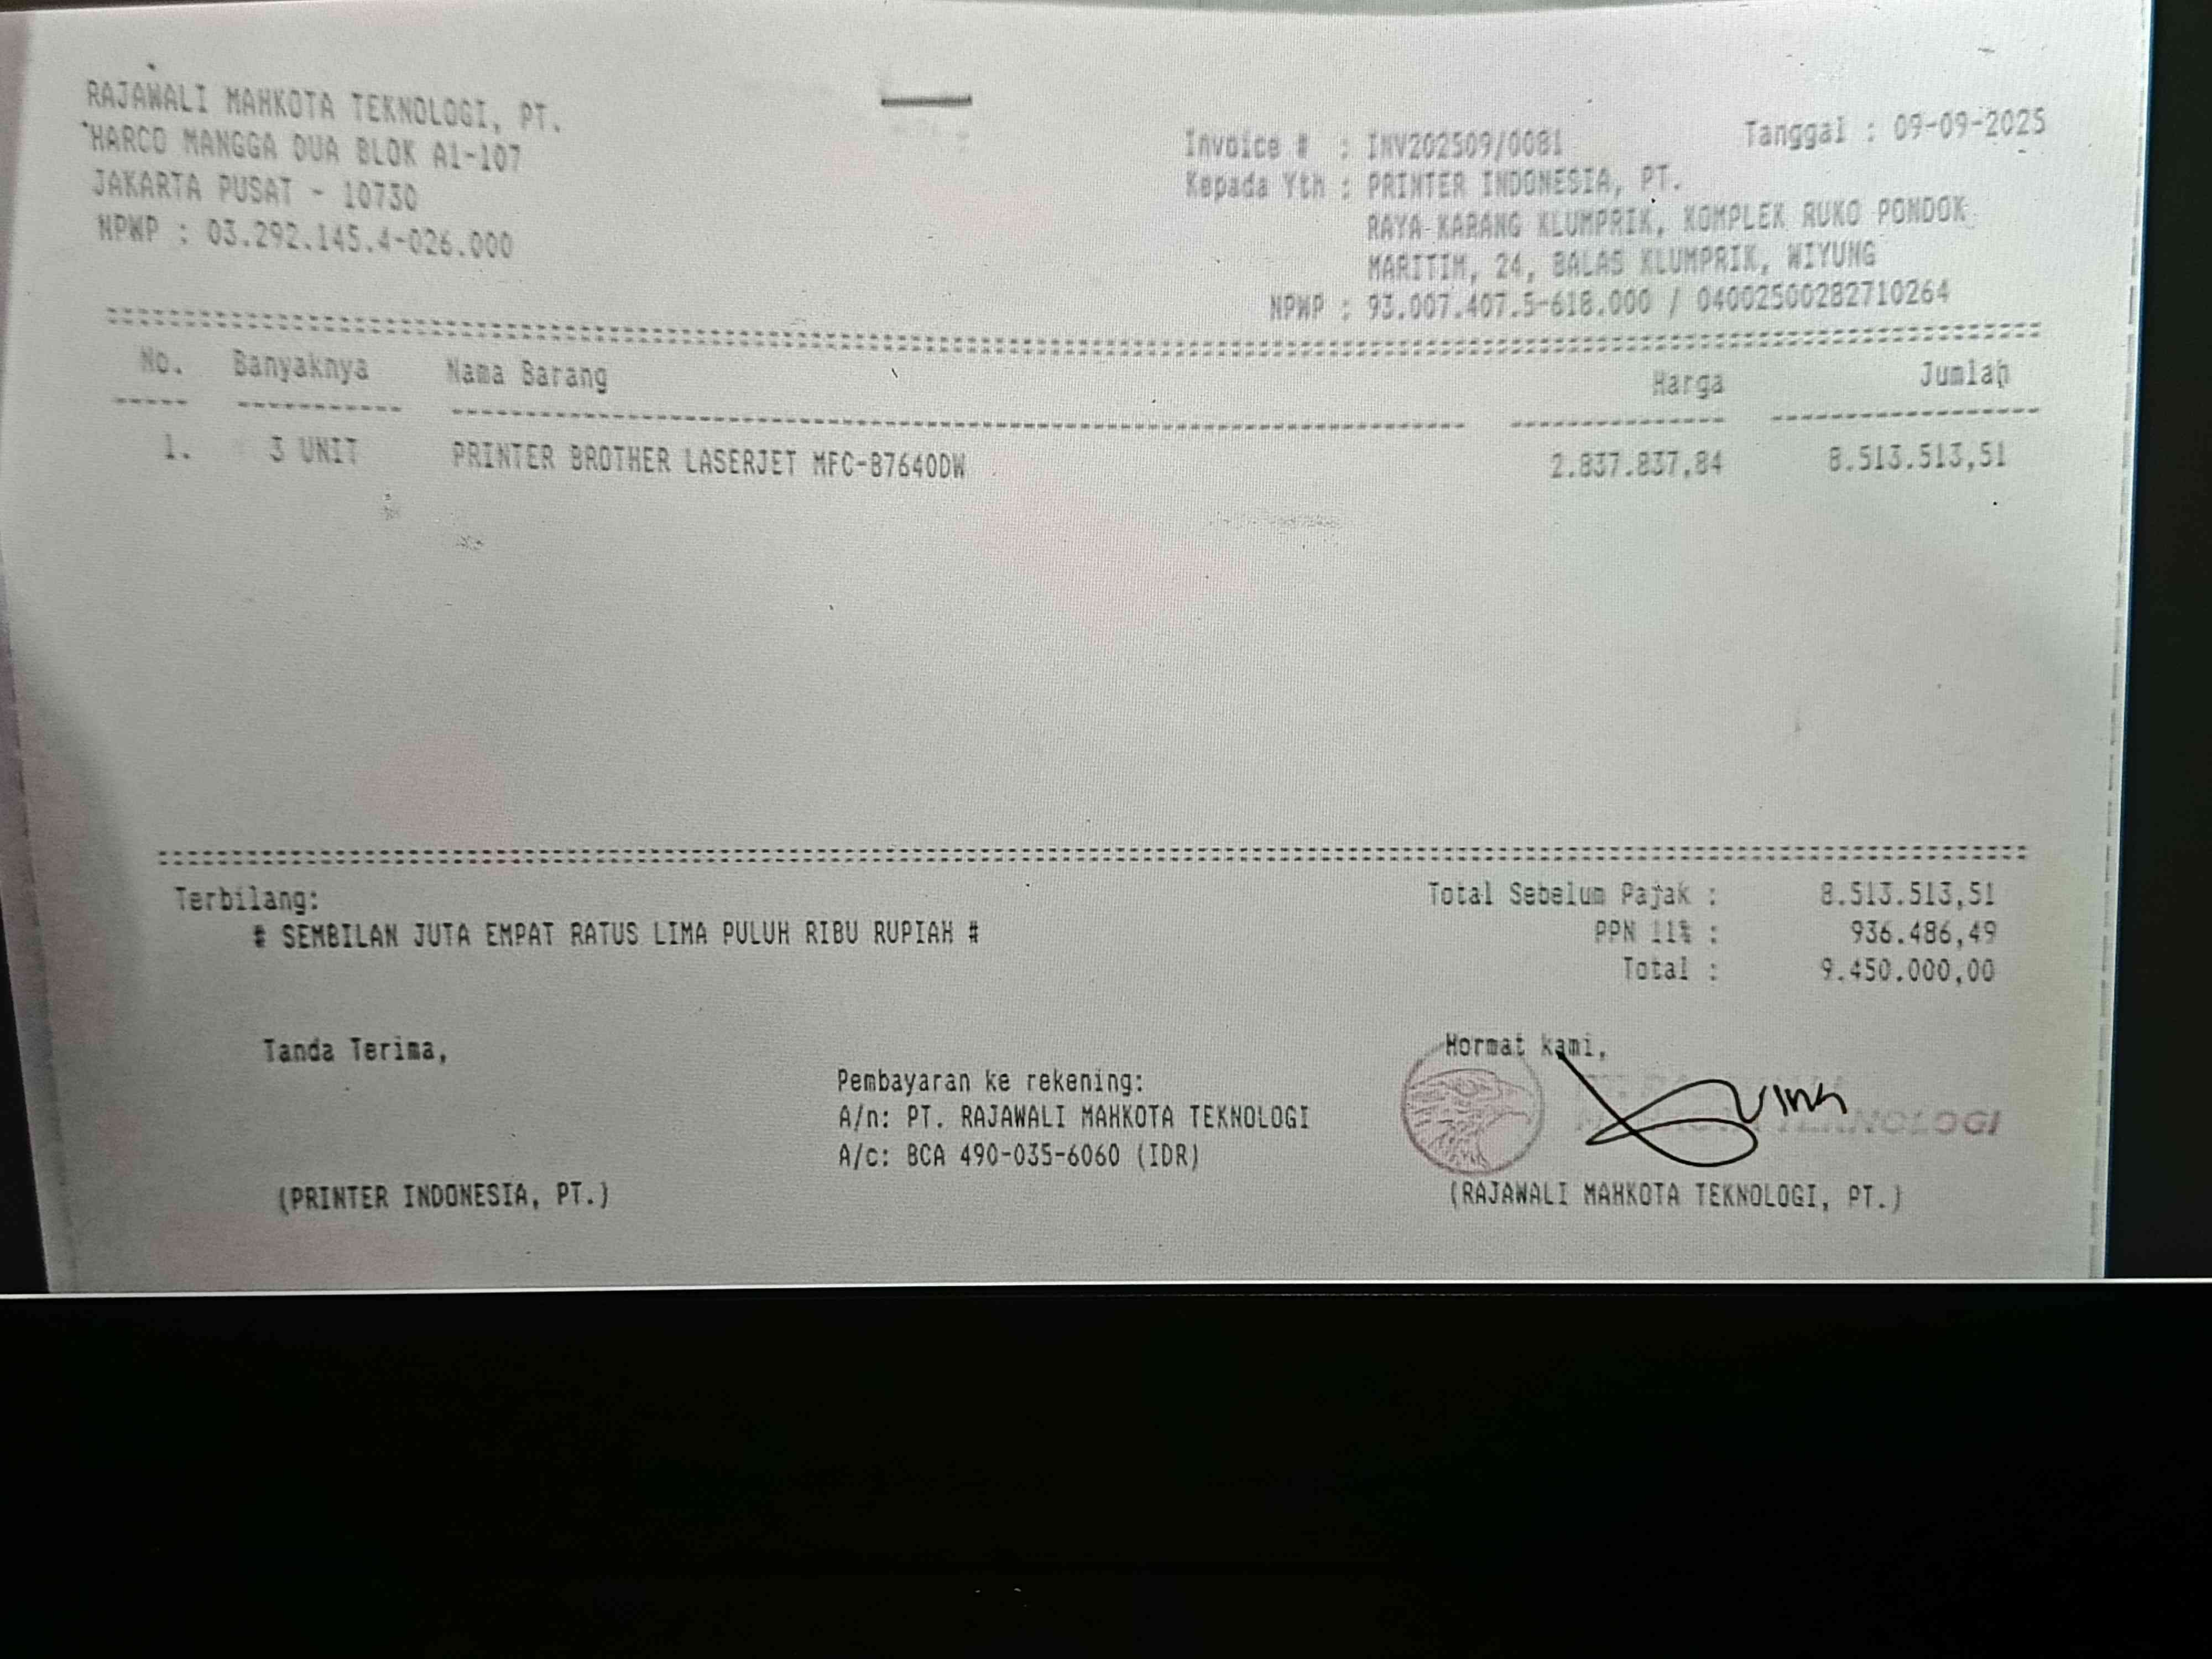 RAJAWALI MAHKOTA TEKNOLOGI, PT.
HARCO MANGGA DUA BLOK A1-107
JAKARTA PUSAT - 10730
NPWP : 03.292.145.4-026.000
Tanggal : 09-09-2025
Invoice # : INV202509/0081
Kepada Yth : PRINTER INDONESIA, PT.
RAYA KARANG KLUMPRIK, KOMPLEK RUKO PONDOK
MARITIM, 24, BALAS KLUMPRIK, WIYUNG
NPWP : 93.007.407.5-618.000 / 04002500282710264
No. Banyaknya Nama Barang Harga Jumlah
1. 3 UNIT PRINTER BROTHER LASERJET MFC-B7640DW 2.837.837,84 8.513.513,51
Terbilang:
# SEMBILAN JUTA EMPAT RATUS LIMA PULUH RIBU RUPIAH #
Total Sebelum Pajak : 8.513.513,51
PPN 11% : 936.486,49
Total : 9.450.000,00
Tanda Terima,
(PRINTER INDONESIA, PT.)
Pembayaran ke rekening:
A/n: PT. RAJAWALI MAHKOTA TEKNOLOGI
A/c: BCA 490-035-6060 (IDR)
Hormat kami,
TEKNOLOGI
(RAJAWALI MAHKOTA TEKNOLOGI, PT.)